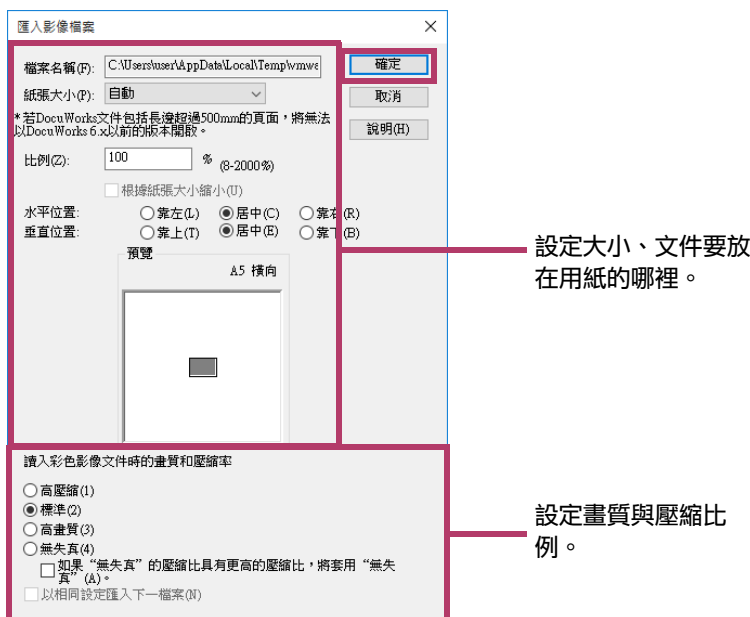 匯入影像檔案
檔案名稱(F): C:\Users\user\AppData\Local\Temp\vmwe
確定
紙張大小(P): 自動
取消
*若DocuWorks文件包括長邊超過500mm的頁面，將無法
以DocuWorks 6.x以前的版本開啟。
說明(H)
比例(Z): 100 % (8-2000%)
根據紙張大小縮小(U)
水平位置: 靠左(L) 居中(C) 靠右(R)
垂直位置: 靠上(T) 居中(E) 靠下(B)
預覽
A5 橫向
設定大小、文件要放
在用紙的哪裡。
讀入彩色影像文件時的畫質和壓縮率
高壓縮(1)
標準(2)
高畫質(3)
無失真(4)
如果“無失真”的壓縮比具有更高的壓縮比，將套用“無失
真”(A)。
以相同設定匯入下一檔案(N)
設定畫質與壓縮比
例。